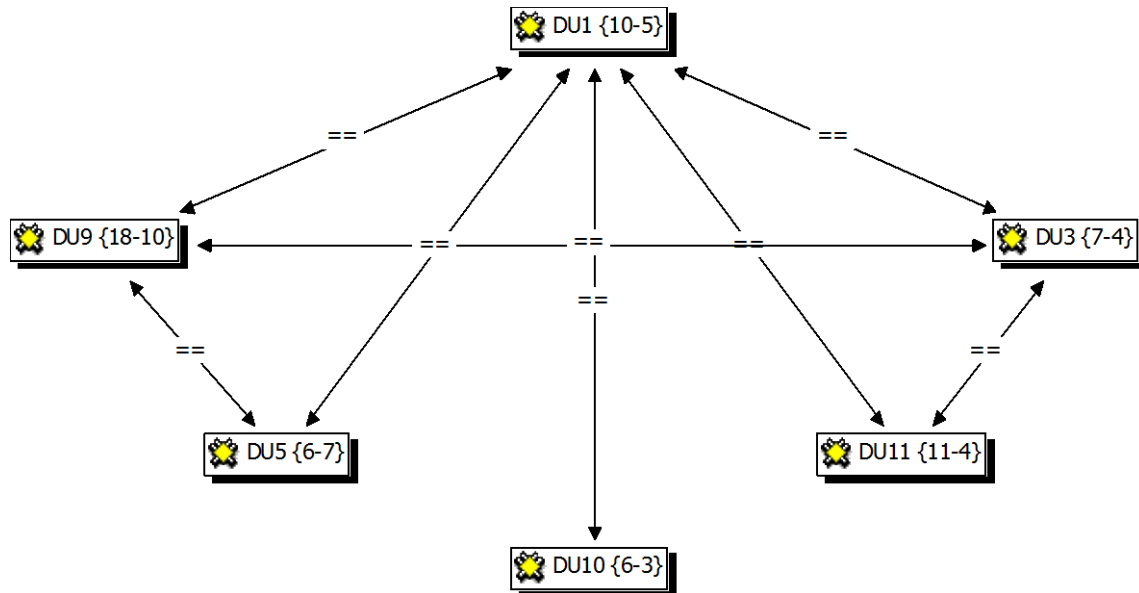 DU1 {10-5}
==
==
DU9 {18-10}
==
==
==
DU3 {7-4}
==
==
==
DU5 {6-7}
DU11 {11-4}
DU10 {6-3}